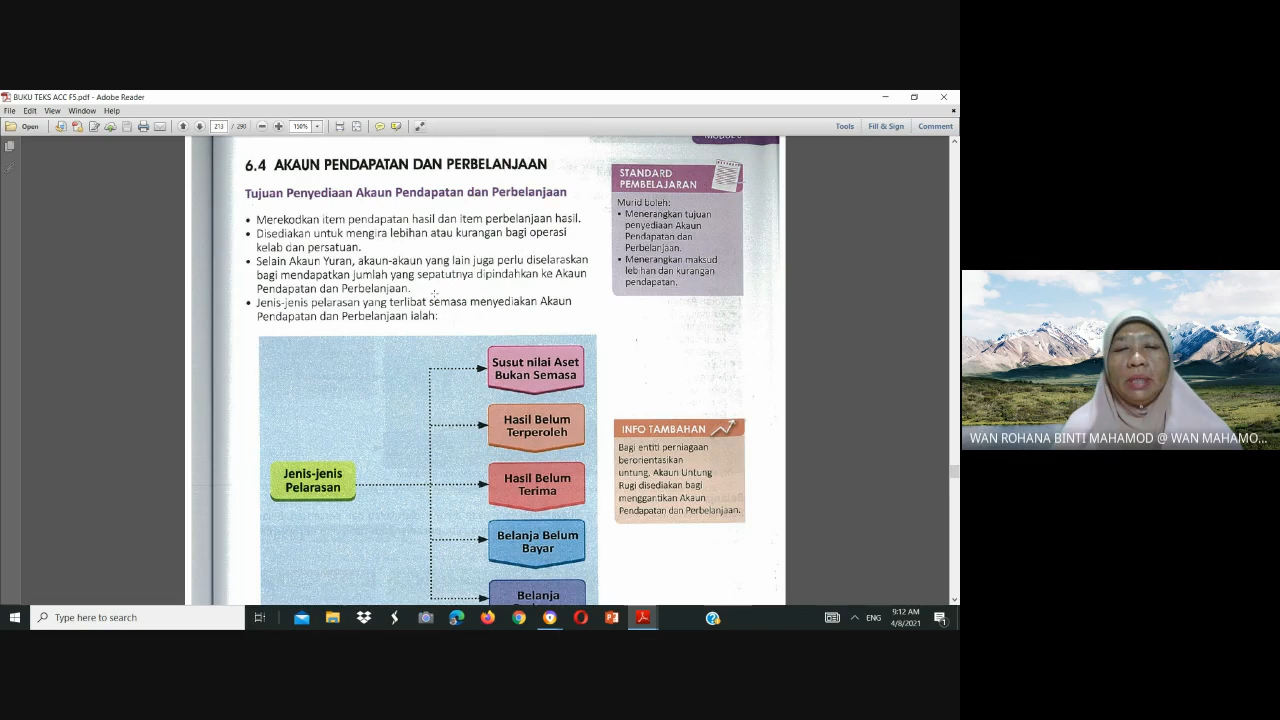 BUKU TEKS ACC F5.pdf - Adobe Reader
File Edit View Window Help
Open 213 / 290 150% Tools Fill & Sign Comment
6.4 AKAUN PENDAPATAN DAN PERBELANJAAN
Tujuan Penyediaan Akaun Pendapatan dan Perbelanjaan
• Merekodkan item pendapatan hasil dan item perbelanjaan hasil.
• Disediakan untuk mengira lebihan atau kurangan bagi operasi
kelab dan persatuan.
• Selain Akaun Yuran, akaun-akaun yang lain juga perlu diselaraskan
bagi mendapatkan jumlah yang sepatutnya dipindahkan ke Akaun
Pendapatan dan Perbelanjaan.
• Jenis-jenis pelarasan yang terlibat semasa menyediakan Akaun
Pendapatan dan Perbelanjaan ialah:
Jenis-jenis
Pelarasan
Susut nilai Aset
Bukan Semasa
Hasil Belum
Terperoleh
Hasil Belum
Terima
Belanja Belum
Bayar
Belanja
STANDARD
PEMBELAJARAN
Murid boleh:
• Menerangkan tujuan
penyediaan Akaun
Pendapatan dan
Perbelanjaan.
• Menerangkan maksud
lebihan dan kurangan
pendapatan.
INFO TAMBAHAN
Bagi entiti perniagaan
berorientasikan
untung, Akaun Untung
Rugi disediakan bagi
menggantikan Akaun
Pendapatan dan Perbelanjaan.
WAN ROHANA BINTI MAHAMOD @ WAN MAHAMO...
Type here to search
ENG
9:12 AM
4/8/2021